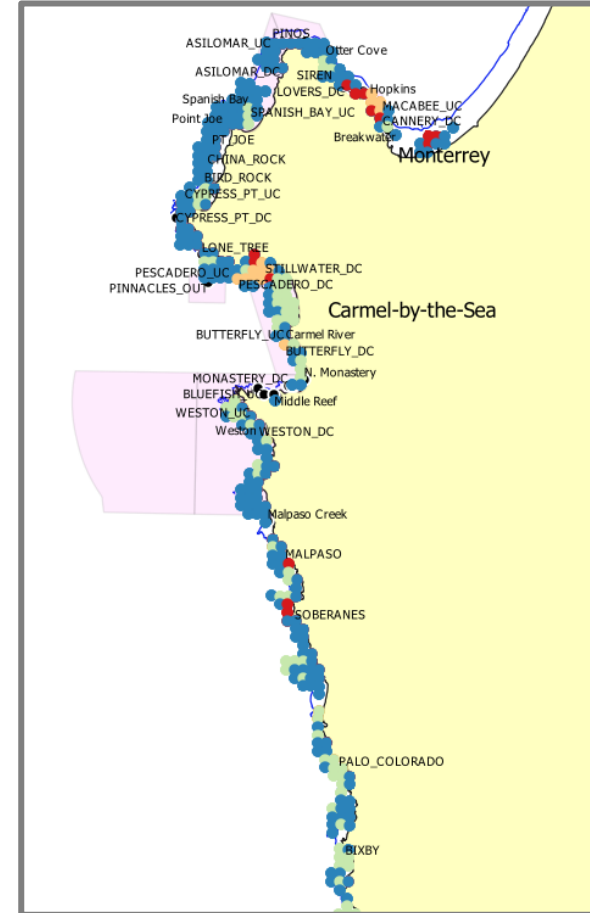 PINOS
ASILOMAR_UC
Otter Cove
ASILOMAR_DC
SIREN
LOVERS_DC
Hopkins
Spanish Bay
MACABEE_UC
SPANISH_BAY_UC
Point Joe
CANNERY_DC
Breakwater
PT_JOE
Monterrey
CHINA_ROCK
BIRD_ROCK
CYPRESS_PT_UC
CYPRESS_PT_DC
LONE_TREE
PESCADERO_UC
STILLWATER_DC
PINNACLES_OUT
PESCADERO_DC
Carmel-by-the-Sea
BUTTERFLY_UC
Carmel River
BUTTERFLY_DC
MONASTERY_DC
N. Monastery
BLUEFISH_UC
Middle Reef
WESTON_UC
Weston
WESTON_DC
Malpaso Creek
MALPASO
SOBERANES
PALO_COLORADO
BIXBY